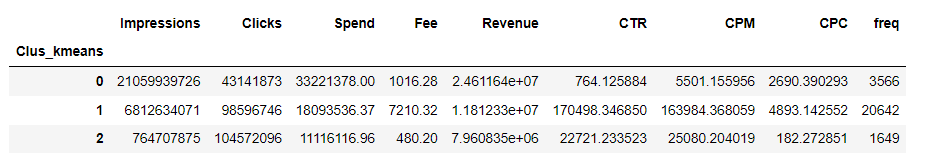 Impressions Clicks Spend Fee Revenue CTR CPM CPC freq
Clus_kmeans
0 21059939726 43141873 33221378.00 1016.28 2.461164e+07 764.125884 5501.155956 2690.390293 3566
1 6812634071 98596746 18093536.37 7210.32 1.181233e+07 170498.346850 163984.368059 4893.142552 20642
2 764707875 104572096 11116116.96 480.20 7.960835e+06 22721.233523 25080.204019 182.272851 1649